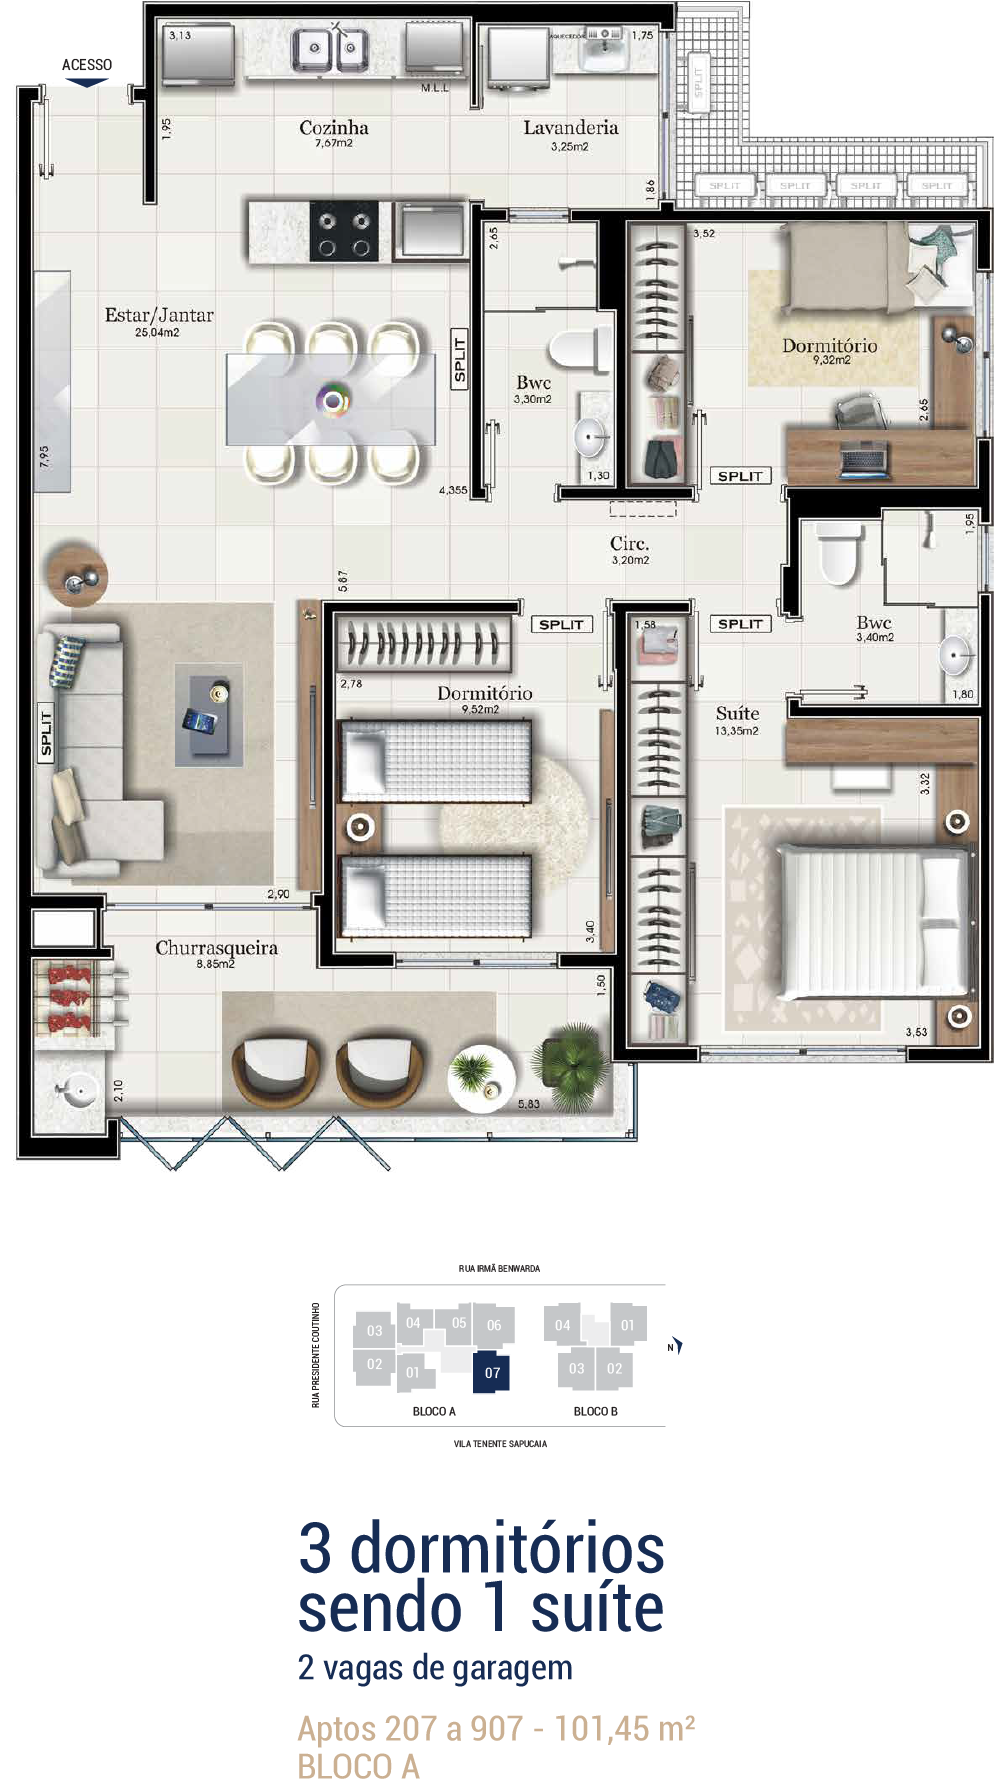 ACESSO
3,13
AQUECEDOR
1,75
SPLIT
M.L.L
1,95
Cozinha
7,67m2
Lavanderia
3,25m2
1,86
SPLIT
SPLIT
SPLIT
SPLIT
2,65
3,52
Estar/Jantar
25,04m2
SPLIT
Dormitório
9,32m2
Bwc
3,30m2
2,65
7,95
4,355
1,30
SPLIT
1,95
Circ.
3,20m2
5,87
SPLIT
1,58
SPLIT
Bwc
3,40m2
2,78
Dormitório
9,52m2
1,80
SPLIT
Suíte
13,35m2
3,32
2,90
3,40
Churrasqueira
8,85m2
1,50
3,53
2,10
5,83
RUA IRMÃ BENWARDA
RUA PRESIDENTE COUTINHO
03
04
05
06
04
01
02
01
07
03
02
N
BLOCO A
BLOCO B
VILA TENENTE SAPUCAIA
3 dormitórios
sendo 1 suíte
2 vagas de garagem
Aptos 207 a 907 - 101,45 m²
BLOCO A